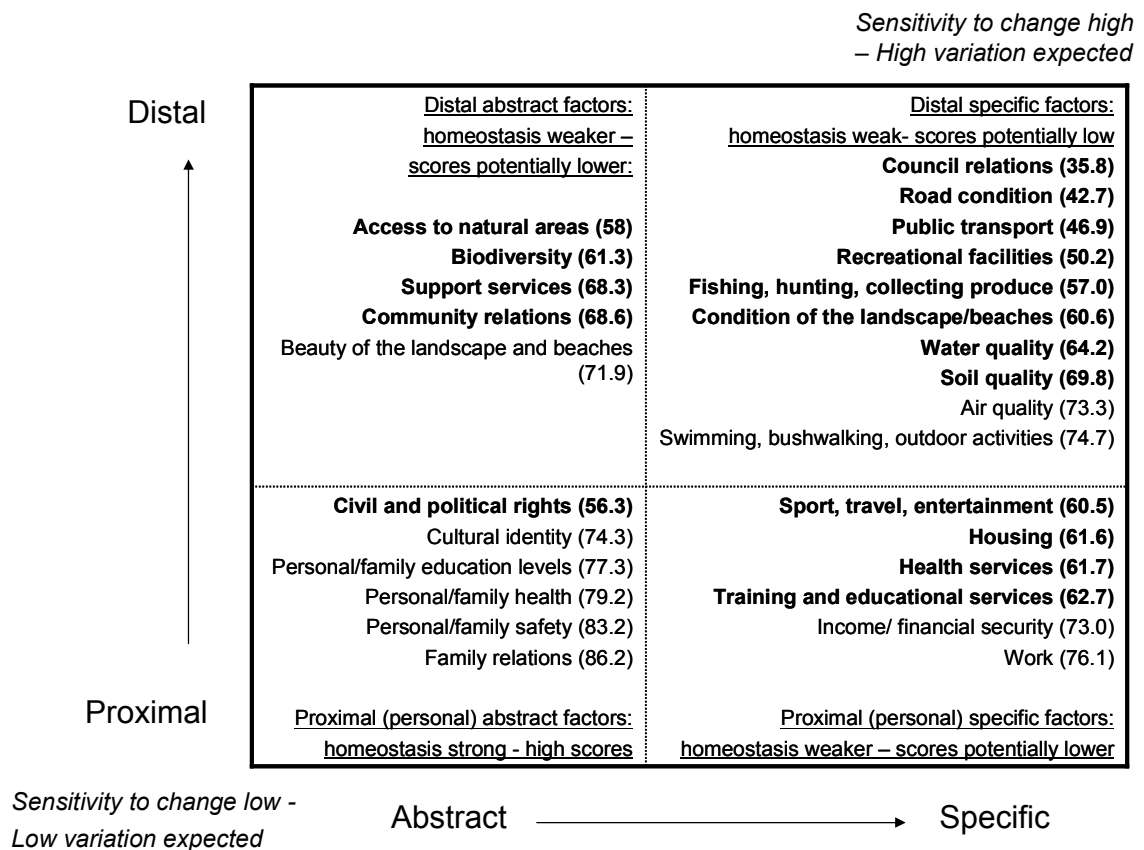 Sensitivity to change high
– High variation expected
Distal
Distal abstract factors:
homeostasis weaker –
scores potentially lower:
Access to natural areas (58)
Biodiversity (61.3)
Support services (68.3)
Community relations (68.6)
Beauty of the landscape and beaches
(71.9)
Distal specific factors:
homeostasis weak- scores potentially low
Council relations (35.8)
Road condition (42.7)
Public transport (46.9)
Recreational facilities (50.2)
Fishing, hunting, collecting produce (57.0)
Condition of the landscape/beaches (60.6)
Water quality (64.2)
Soil quality (69.8)
Air quality (73.3)
Swimming, bushwalking, outdoor activities (74.7)
Civil and political rights (56.3)
Cultural identity (74.3)
Personal/family education levels (77.3)
Personal/family health (79.2)
Personal/family safety (83.2)
Family relations (86.2)
Proximal (personal) abstract factors:
homeostasis strong - high scores
Sport, travel, entertainment (60.5)
Housing (61.6)
Health services (61.7)
Training and educational services (62.7)
Income/ financial security (73.0)
Work (76.1)
Proximal (personal) specific factors:
homeostasis weaker – scores potentially lower
Proximal
Sensitivity to change low -
Low variation expected
Abstract
Specific